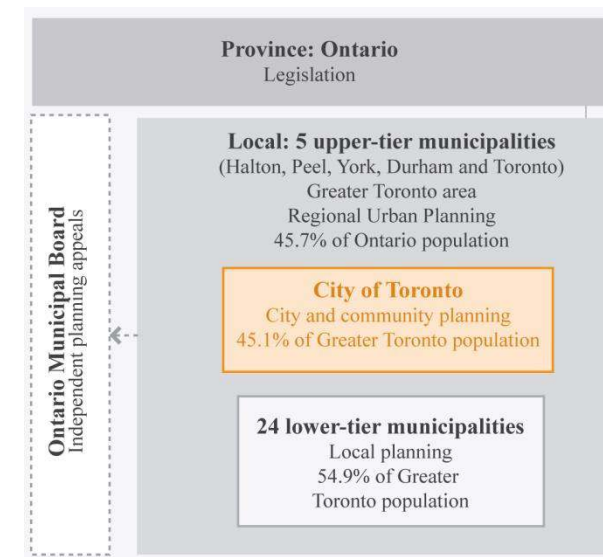 Province: Ontario
Legislation
Ontario Municipal Board
Independent planning appeals
Local: 5 upper-tier municipalities
(Halton, Peel, York, Durham and Toronto)
Greater Toronto area
Regional Urban Planning
45.7% of Ontario population
City of Toronto
City and community planning
45.1% of Greater Toronto population
24 lower-tier municipalities
Local planning
54.9% of Greater
Toronto population